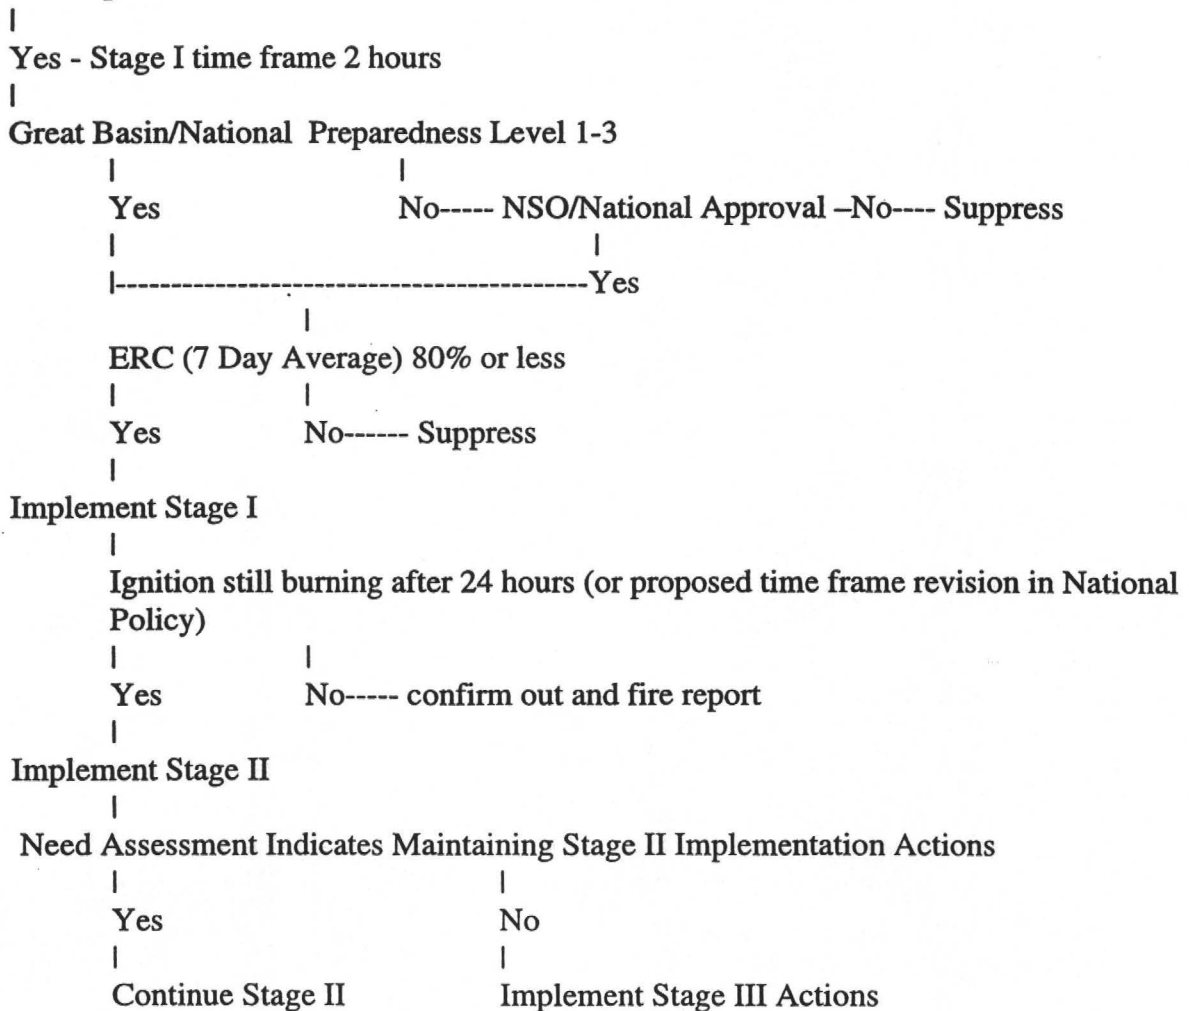 Yes - Stage I time frame 2 hours
Great Basin/National Preparedness Level 1-3
Yes No----- NSO/National Approval –No---- Suppress
|-------------------------------------------Yes
ERC (7 Day Average) 80% or less
Yes No------ Suppress
Implement Stage I
Ignition still burning after 24 hours (or proposed time frame revision in National
Policy)
Yes No----- confirm out and fire report
Implement Stage II
Need Assessment Indicates Maintaining Stage II Implementation Actions
Yes No
Continue Stage II Implement Stage III Actions